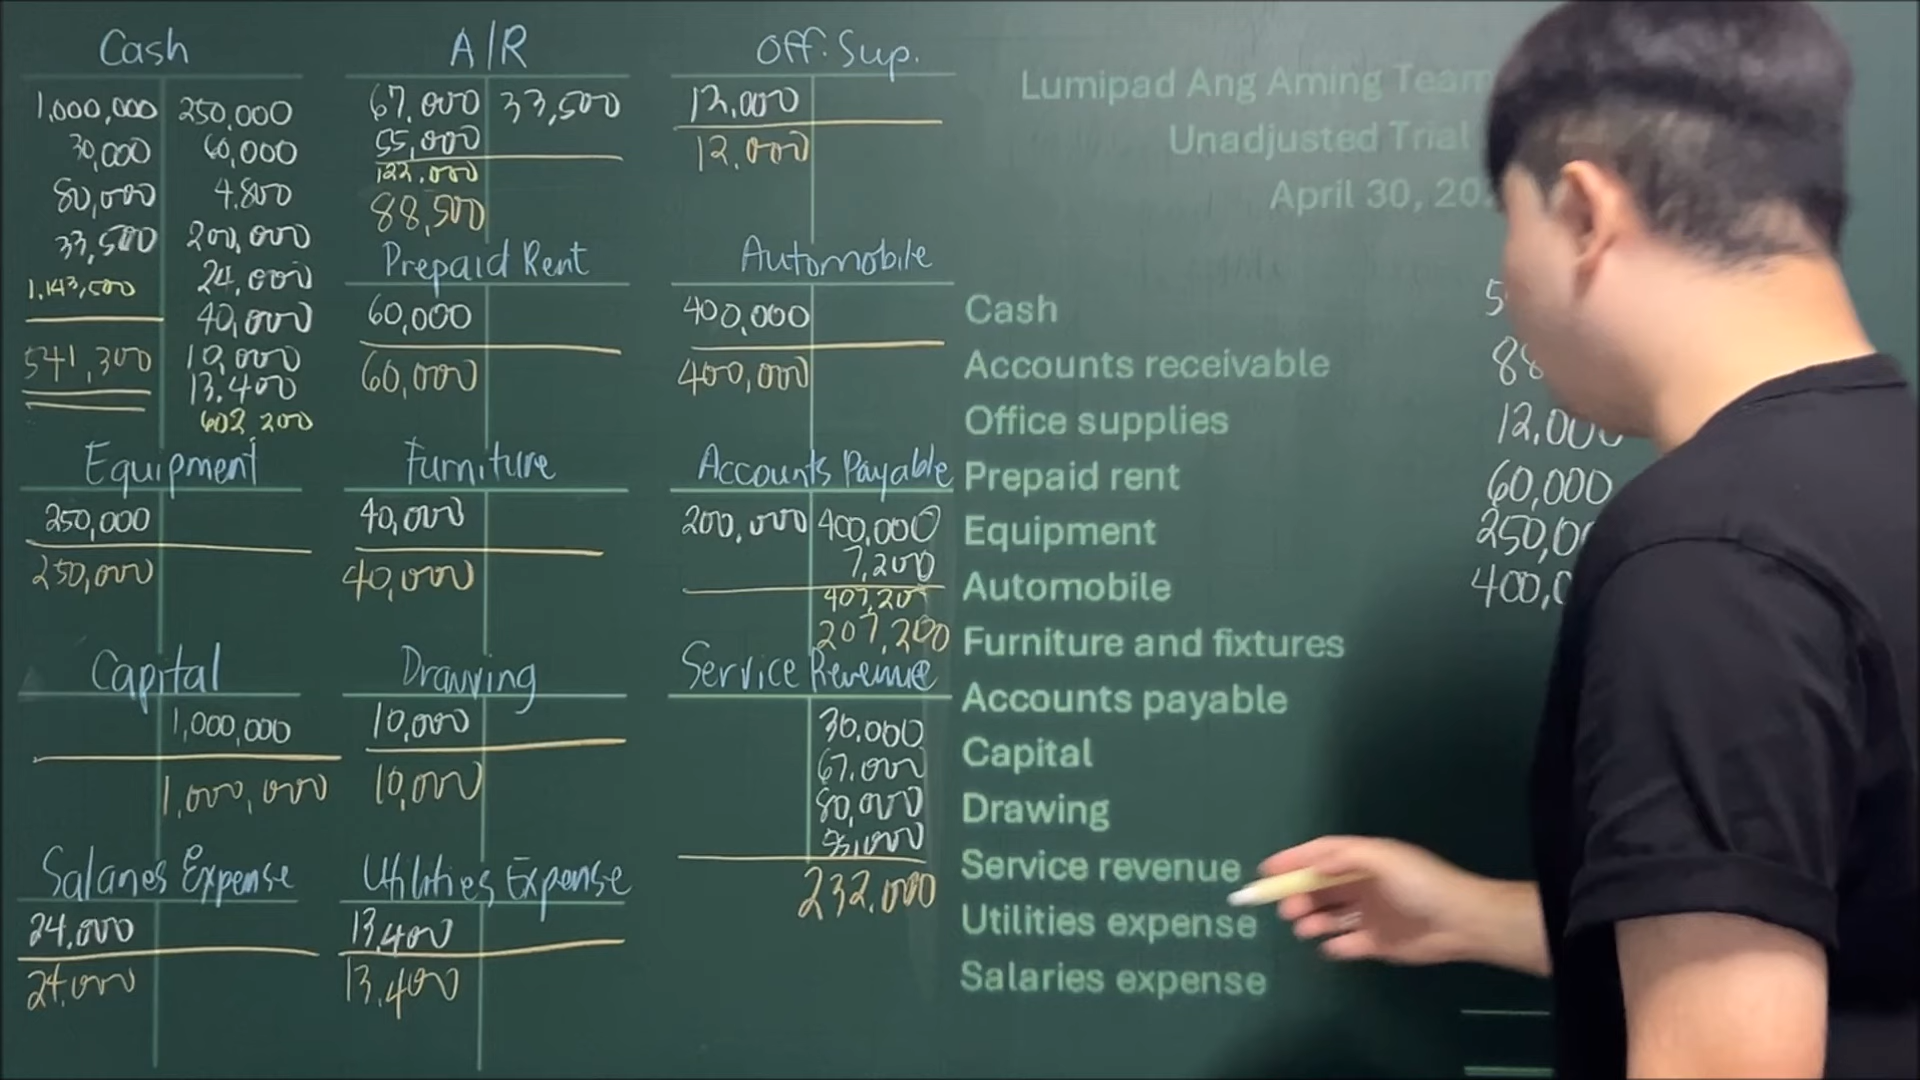 Cash
1,000,000 250,000
30,000 60,000
80,000 4.800
33,500 200,000
24,000
1,143,500
40,000
541,300 10,000
13.400
602,200
A/R
67,000 33,500
55,000
122.000
88,500
Off. Sup.
12,000
12,000
Prepaid Rent
60,000
60,000
Automobile
400,000
400,000
Equipment
250,000
250,000
Furniture
40,000
40,000
Accounts Payable
200,000 400,000
7,200
407,20
207,200
Capital
1,000,000
1,000,000
Drawing
10,000
10,000
Service Revenue
30.000
67.000
80,000
232.000
Salaries Expense
24.000
24.000
Utilities Expense
13,400
13,400
Lumipad Ang Aming Team
Unadjusted Trial
April 30, 20
Cash 5
Accounts receivable 88
Office supplies 12.000
Prepaid rent 60,000
Equipment 250,0
Automobile 400,0
Furniture and fixtures
Accounts payable
Capital
Drawing
Service revenue
Utilities expense
Salaries expense